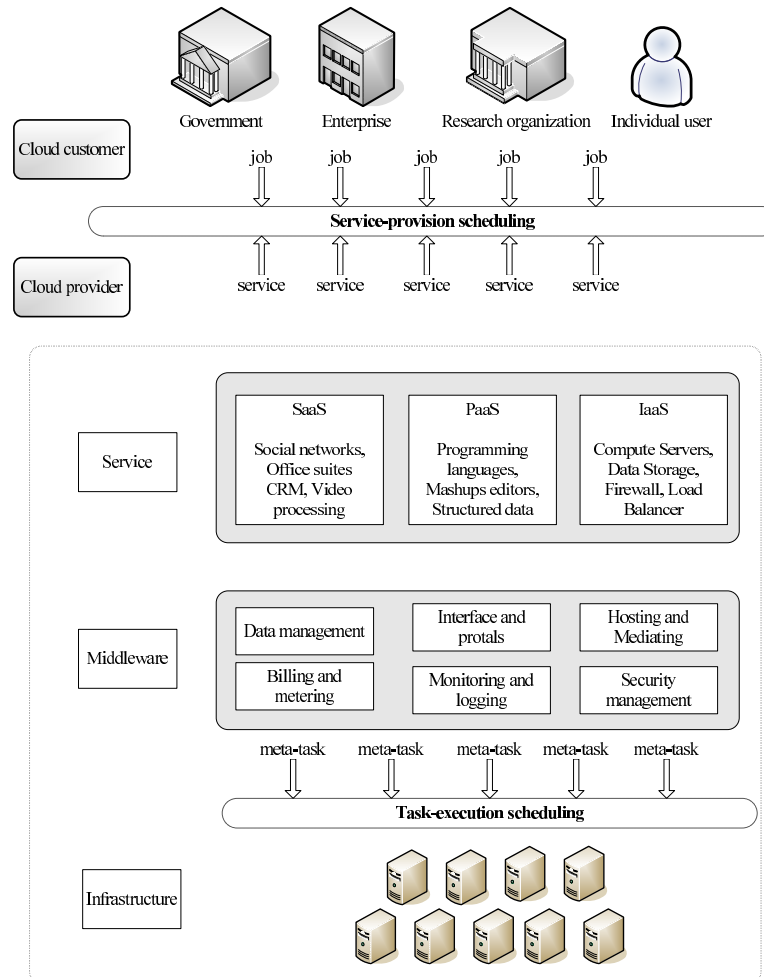 Government
Enterprise
Research organization
Individual user
Cloud customer
job
job
job
job
job
Service-provision scheduling
Cloud provider
service
service
service
service
service
Service
SaaS
Social networks,
Office suites
CRM, Video
processing
PaaS
Programming
languages,
Mashups editors,
Structured data
IaaS
Compute Servers,
Data Storage,
Firewall, Load
Balancer
Middleware
Data management
Interface and
protals
Hosting and
Mediating
Billing and
metering
Monitoring and
logging
Security
management
meta-task
meta-task
meta-task
meta-task
meta-task
Task-execution scheduling
Infrastructure